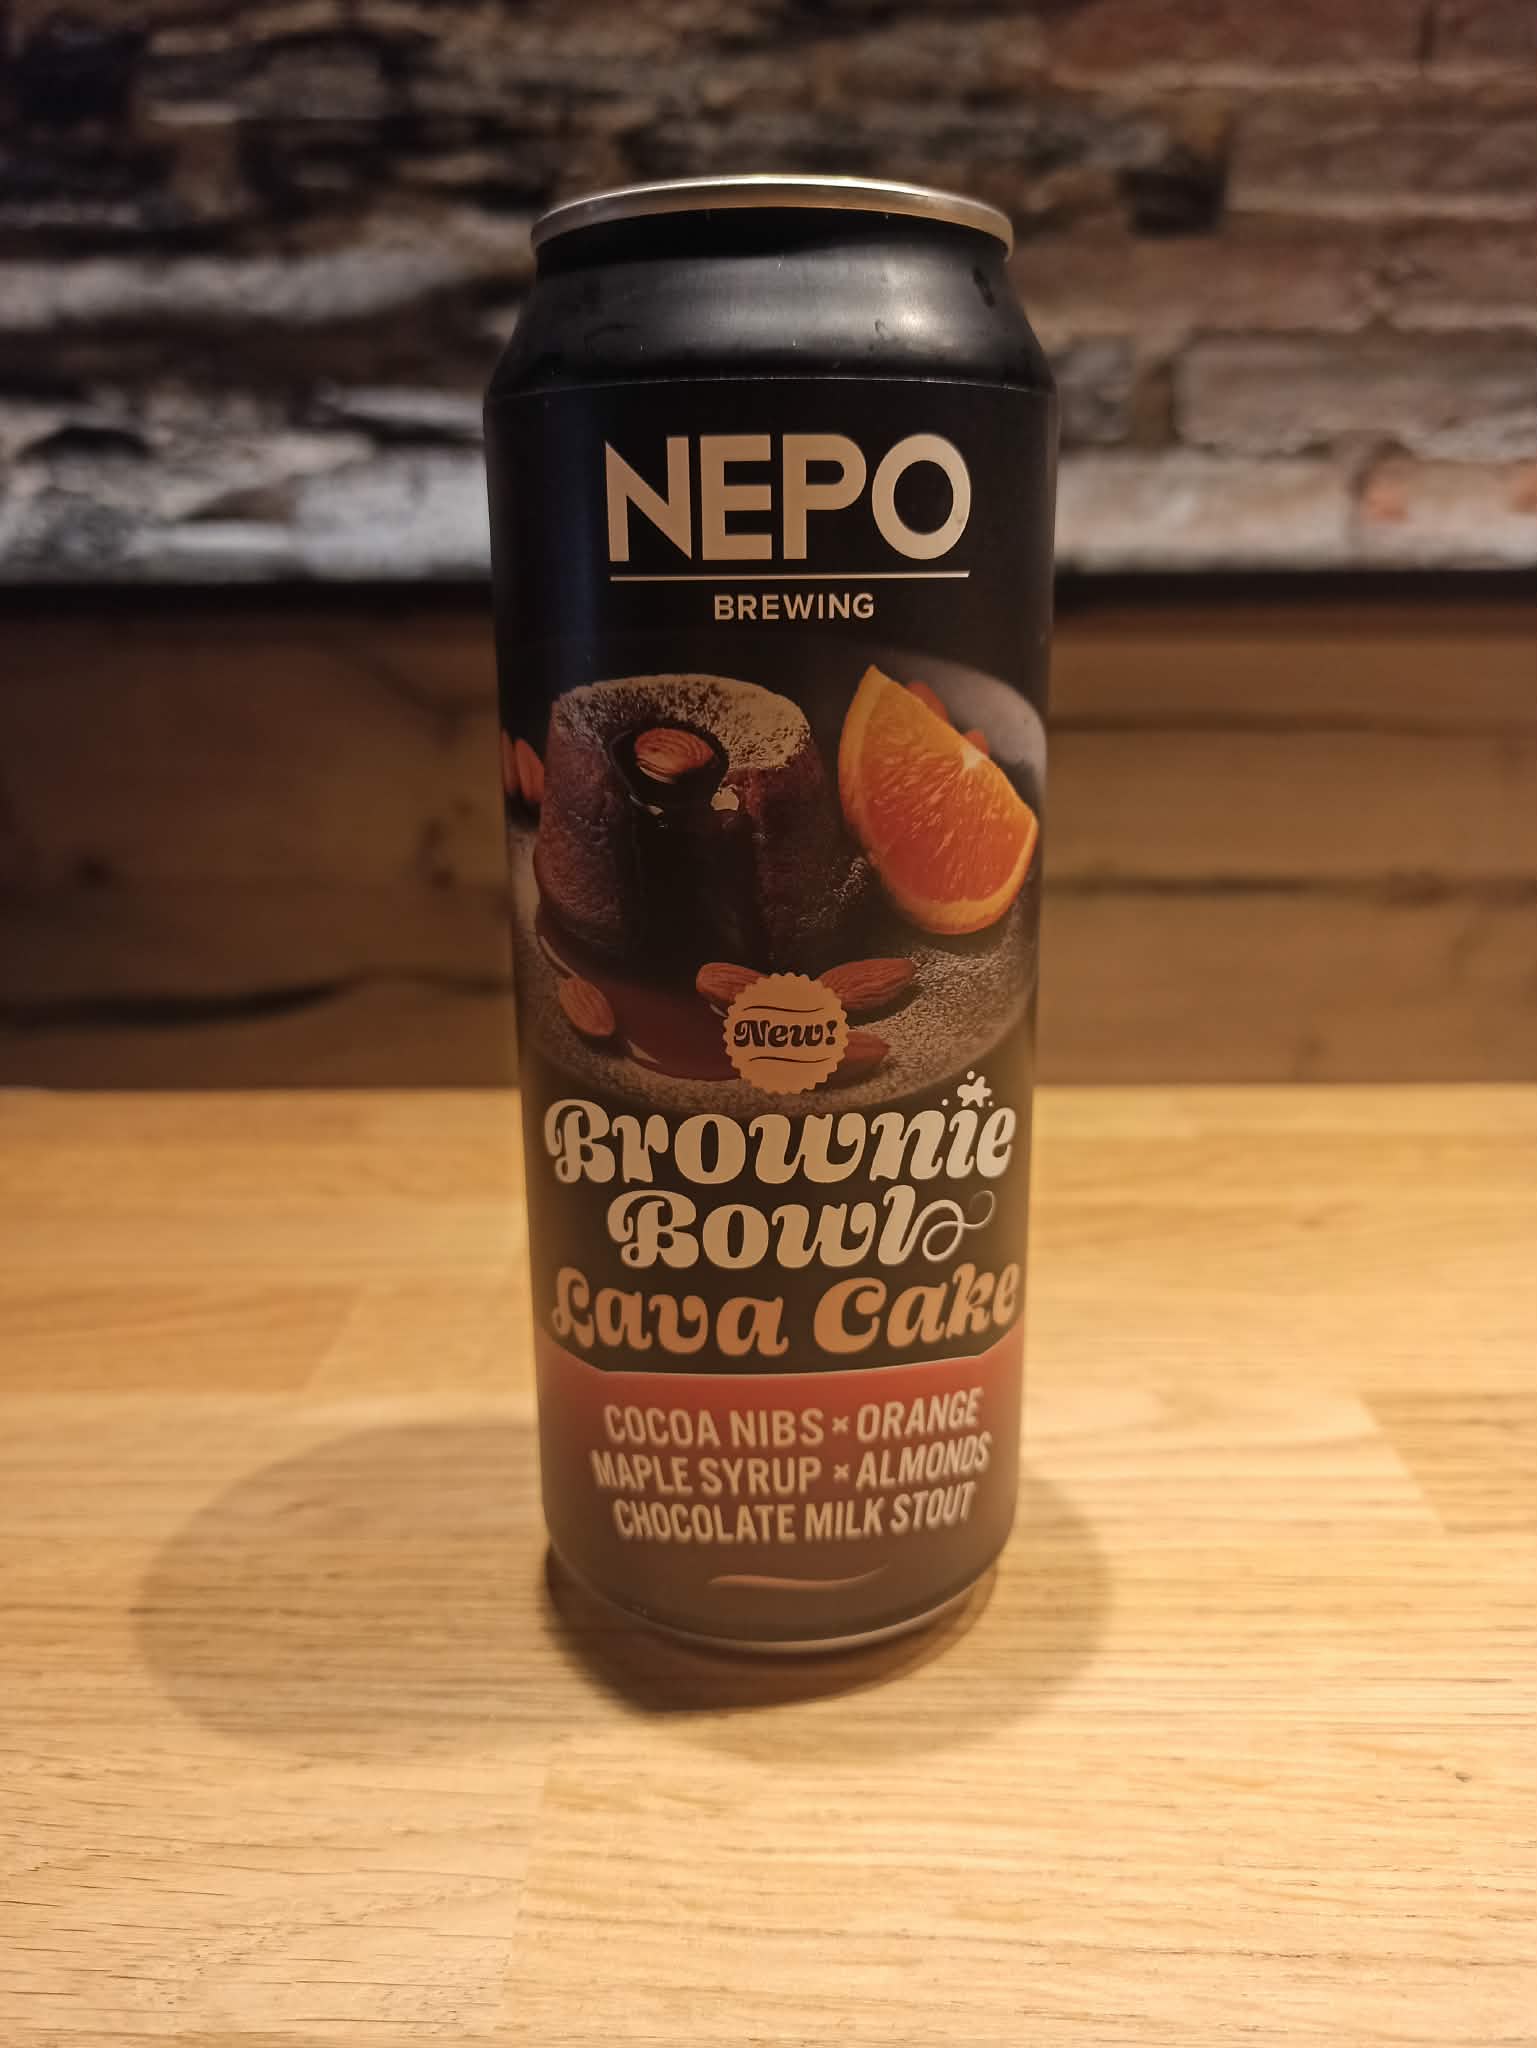 NEPO
BREWING
New!
Brownie
Bowl
Lava Cake
COCOA NIBS × ORANGE
MAPLE SYRUP × ALMONDS
CHOCOLATE MILK STOUT